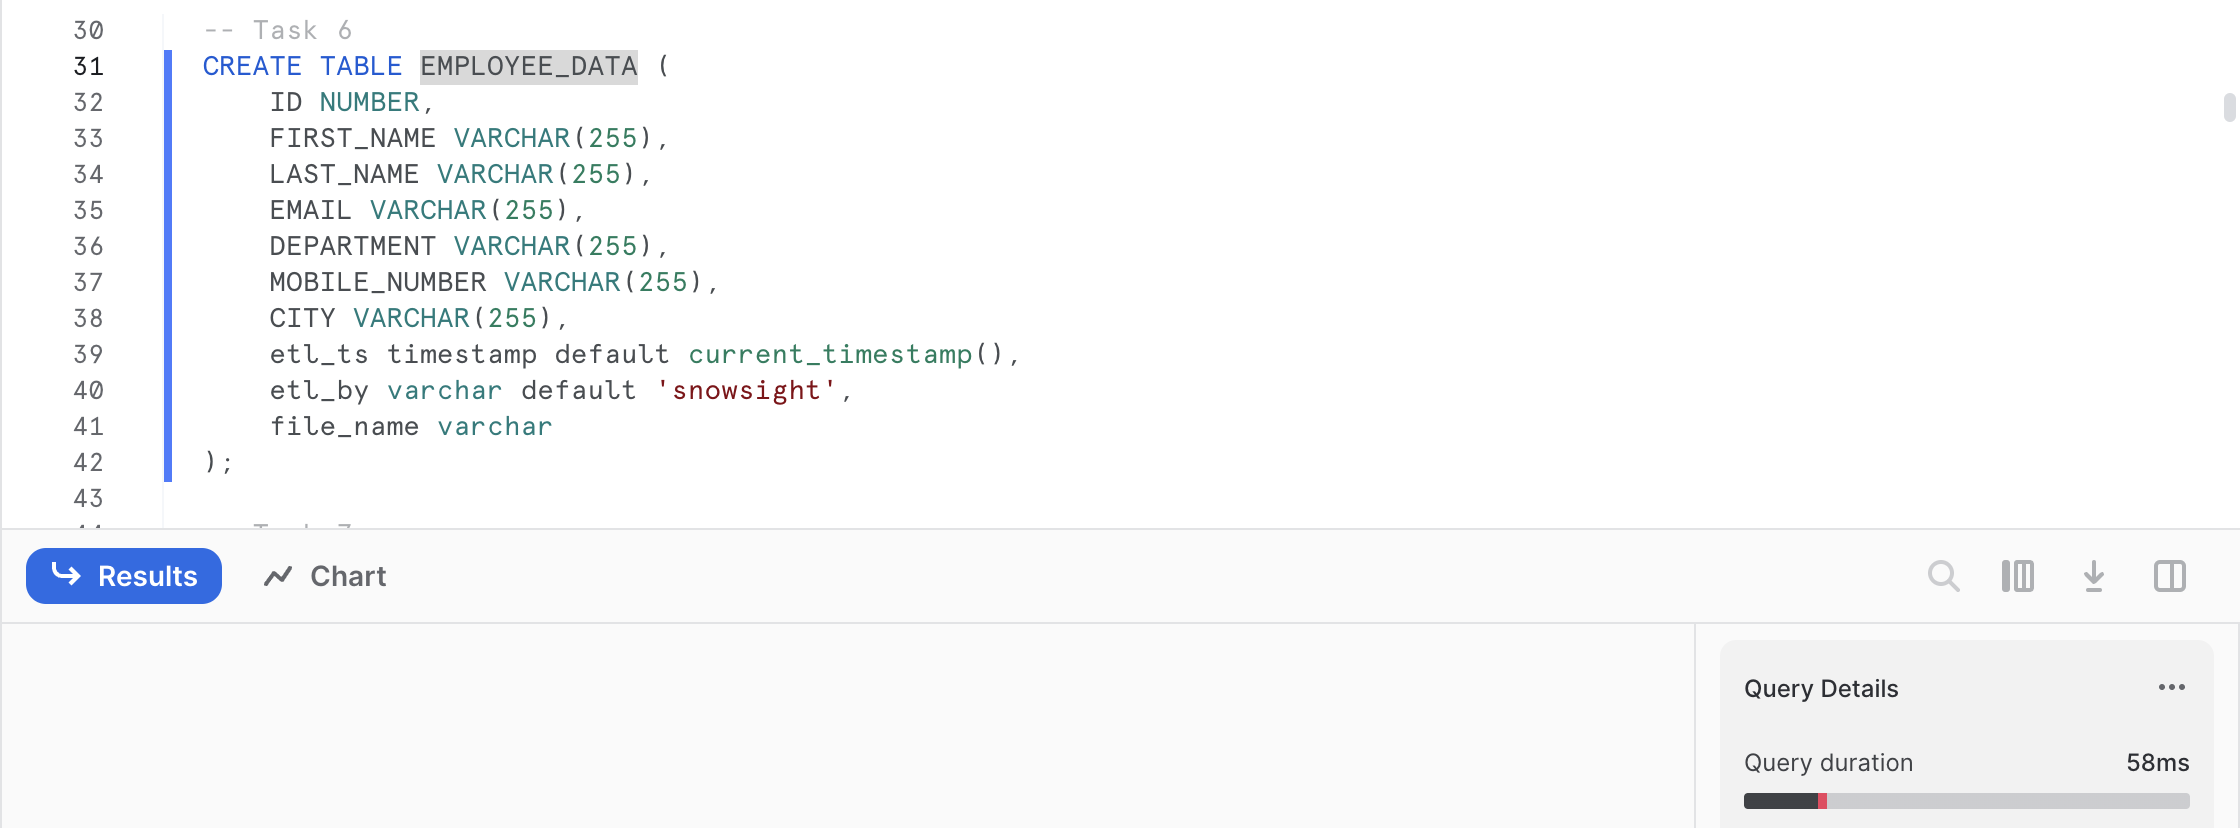 30 -- Task 6
31 CREATE TABLE EMPLOYEE_DATA (
32 ID NUMBER,
33 FIRST_NAME VARCHAR(255),
34 LAST_NAME VARCHAR(255),
35 EMAIL VARCHAR(255),
36 DEPARTMENT VARCHAR(255),
37 MOBILE_NUMBER VARCHAR(255),
38 CITY VARCHAR(255),
39 etl_ts timestamp default current_timestamp(),
40 etl_by varchar default 'snowsight',
41 file_name varchar
42 );
43
Results Chart
Query Details
Query duration 58ms